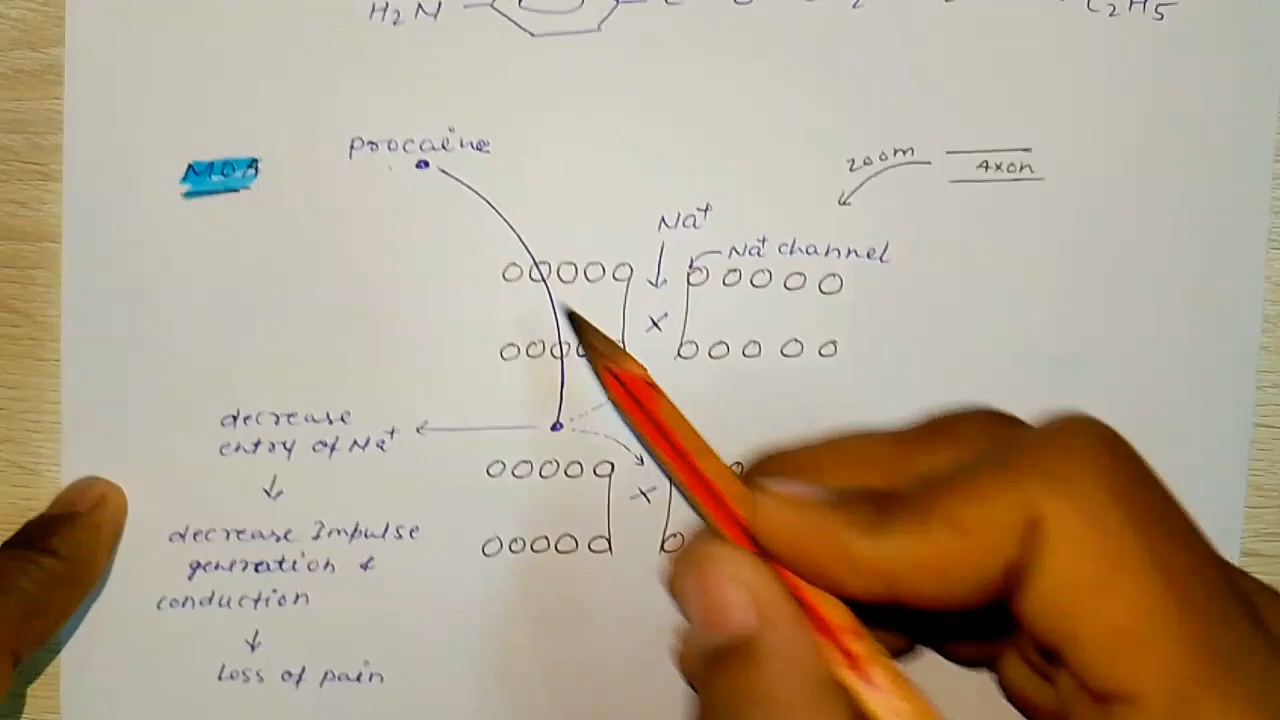 H2N
C2H5
procaine
MOA
zoom
Axon
Na+
Na+ channel
x
decrease
entry of Na+
x
decrease Impulse
generation &
conduction
Loss of pain